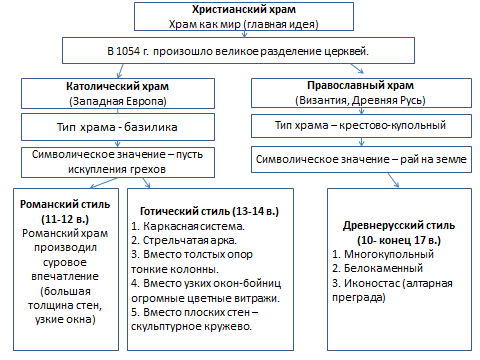 Христианский храм
Храм как мир (главная идея)
В 1054 г. произошло великое разделение церквей.
Католический храм
(Западная Европа)
Православный храм
(Византия, Древняя Русь)
Тип храма - базилика
Тип храма – крестово-купольный
Символическое значение – пусть
искупления грехов
Символическое значение – рай на земле
Романский стиль
(11-12 в.)
Романский храм
производил
суровое
впечатление
(большая
толщина стен,
узкие окна)
Готический стиль (13-14 в.)
1. Каркасная система.
2. Стрельчатая арка.
3. Вместо толстых опор
тонкие колонны.
4. Вместо узких окон-бойниц
огромные цветные витражи.
5. Вместо плоских стен –
скульптурное кружево.
Древнерусский стиль
(10- конец 17 в.)
1. Многокупольный
2. Белокаменный
3. Иконостас (алтарная
преграда)